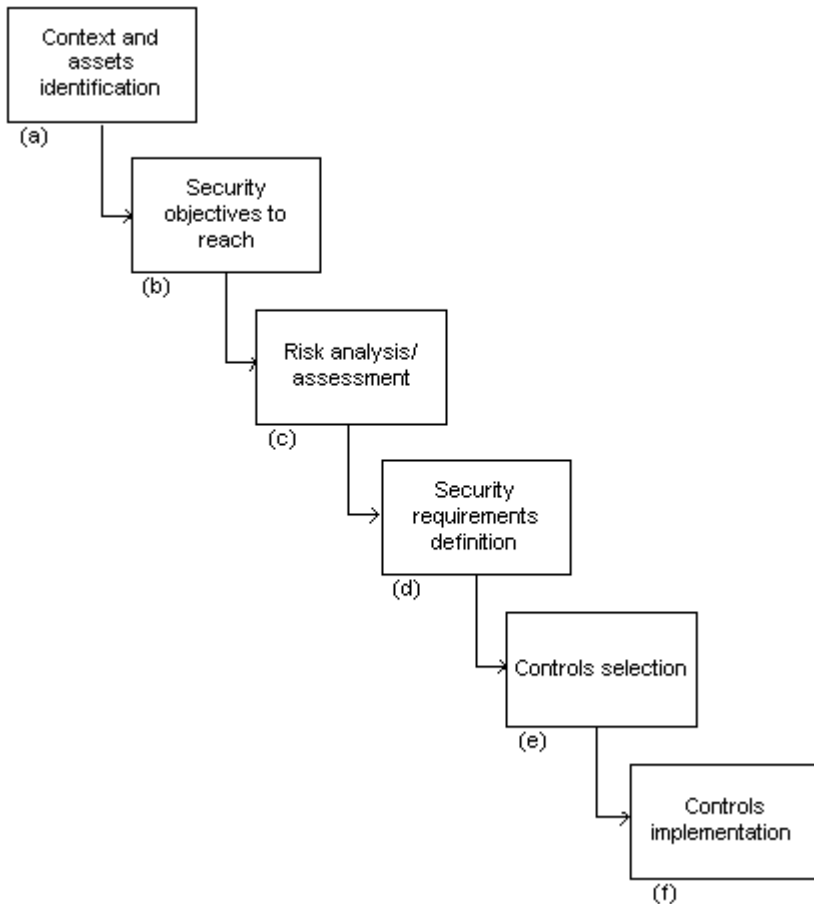 Context and
assets
identification
(a)
Security
objectives to
reach
(b)
Risk analysis/
assessment
(c)
Security
requirements
definition
(d)
Controls selection
(e)
Controls
implementation
(f)